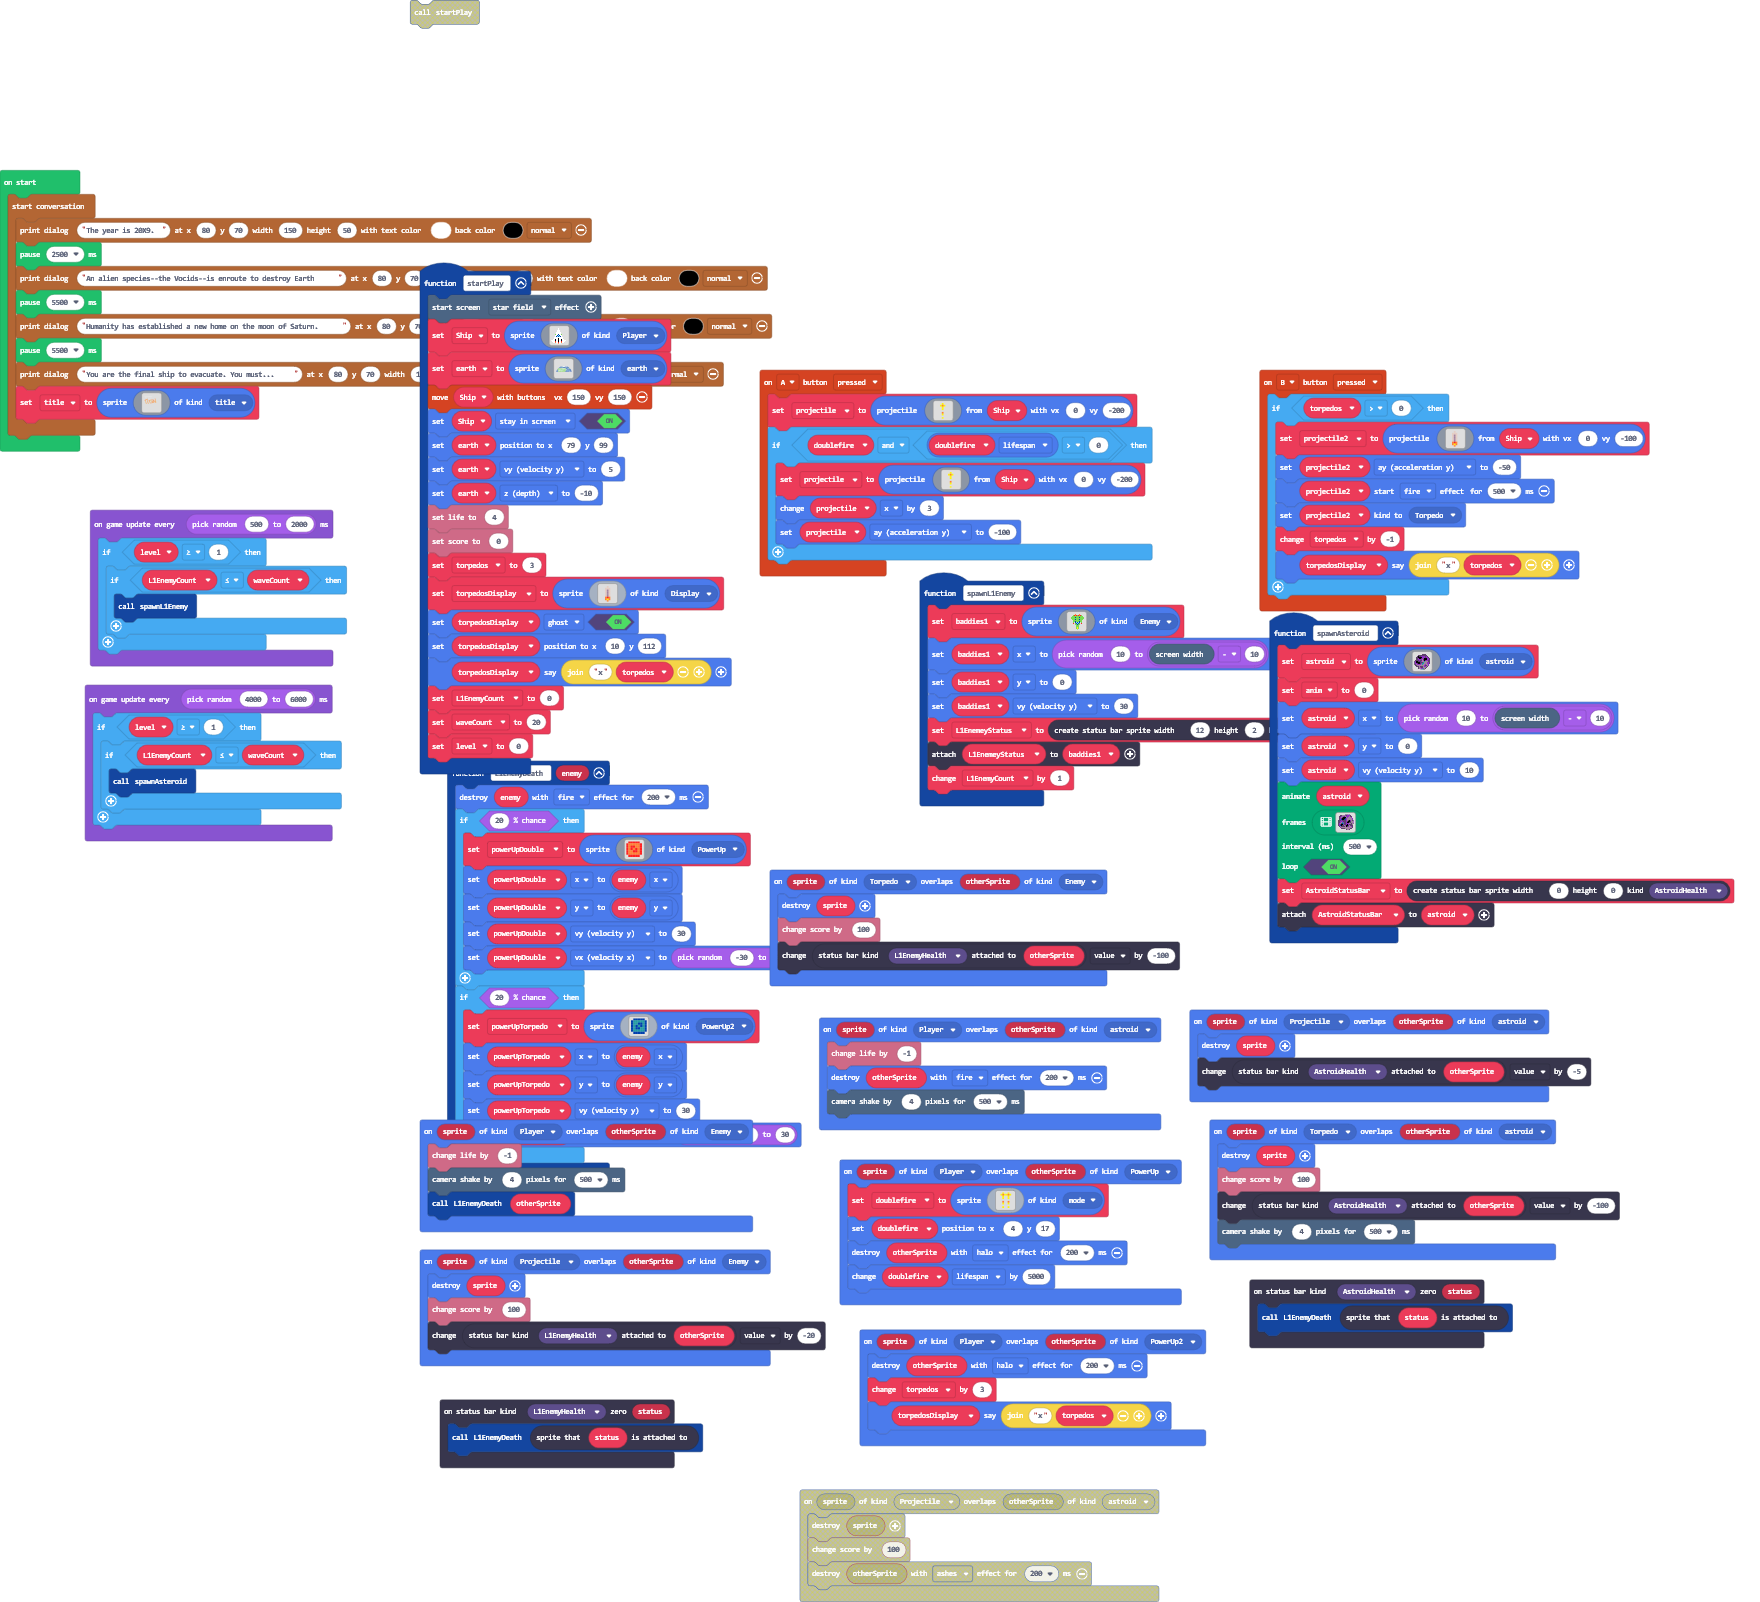 call startPlay
on start
start conversation
print dialog "The year is 20X9. " at x 80 y 70 width 150 height 50 with text color back color normal
pause 2500 ms
print dialog "An alien species--the Vocids--is enroute to destroy Earth " at x 80 y 70 with text color back color normal
pause 5500 ms
print dialog "Humanity has established a new home on the moon of Saturn. " at x 80 y back color normal
pause 5500 ms
print dialog "You are the final ship to evacuate. You must... " at x 80 y 70 width normal
set title to sprite of kind title
on game update every pick random 500 to 2000 ms
if level ≥ 1 then
if L1EnemyCount ≤ waveCount then
call spawnL1Enemy
on game update every pick random 4000 to 6000 ms
if level ≥ 1 then
if L1EnemyCount ≤ waveCount then
call spawnAsteroid
function startPlay
start screen star field effect
set Ship to sprite of kind Player
set earth to sprite of kind earth
move Ship with buttons vx 150 vy 150
set Ship stay in screen ON
set earth position to x 79 y 99
set earth vy (velocity y) to 5
set earth z (depth) to -10
set life to 4
set score to 0
set torpedos to 3
set torpedosDisplay to sprite of kind Display
set torpedosDisplay ghost ON
set torpedosDisplay position to x 10 y 112
torpedosDisplay say join "x" torpedos
set L1EnemyCount to 0
set waveCount to 20
set level to 0
function L1EnemyDeath enemy
destroy enemy with fire effect for 200 ms
if 20 % chance then
set powerUpDouble to sprite of kind PowerUp
set powerUpDouble x to enemy x
set powerUpDouble y to enemy y
set powerUpDouble vy (velocity y) to 30
set powerUpDouble vx (velocity x) to pick random -30 to
if 20 % chance then
set powerUpTorpedo to sprite of kind PowerUp2
set powerUpTorpedo x to enemy x
set powerUpTorpedo y to enemy y
set powerUpTorpedo vy (velocity y) to 30
to 30
on sprite of kind Player overlaps otherSprite of kind Enemy
change life by -1
camera shake by 4 pixels for 500 ms
call L1EnemyDeath otherSprite
on sprite of kind Projectile overlaps otherSprite of kind Enemy
destroy sprite
change score by 100
change status bar kind L1EnemyHealth attached to otherSprite value by -20
on status bar kind L1EnemyHealth zero status
call L1EnemyDeath sprite that status is attached to
on A button pressed
set projectile to projectile from Ship with vx 0 vy -200
if doublefire and doublefire lifespan > 0 then
set projectile to projectile from Ship with vx 0 vy -200
change projectile x by 3
set projectile ay (acceleration y) to -100
function spawnL1Enemy
set baddies1 to sprite of kind Enemy
set baddies1 x to pick random 10 to screen width - 10
set baddies1 y to 0
set baddies1 vy (velocity y) to 30
set L1EnemyStatus to create status bar sprite width 12 height 2
attach L1EnemyStatus to baddies1
change L1EnemyCount by 1
on sprite of kind Torpedo overlaps otherSprite of kind Enemy
destroy sprite
change score by 100
change status bar kind L1EnemyHealth attached to otherSprite value by -100
on sprite of kind Player overlaps otherSprite of kind astroid
change life by -1
destroy otherSprite with fire effect for 200 ms
camera shake by 4 pixels for 500 ms
on sprite of kind Player overlaps otherSprite of kind PowerUp
set doublefire to sprite of kind mode
set doublefire position to x 4 y 17
destroy otherSprite with halo effect for 200 ms
change doublefire lifespan by 5000
on sprite of kind Player overlaps otherSprite of kind PowerUp2
destroy otherSprite with halo effect for 200 ms
change torpedos by 3
torpedosDisplay say join "x" torpedos
on sprite of kind Projectile overlaps otherSprite of kind astroid
destroy sprite
change score by 100
destroy otherSprite with ashes effect for 200 ms
on B button pressed
if torpedos > 0 then
set projectile2 to projectile from Ship with vx 0 vy -100
set projectile2 ay (acceleration y) to -50
projectile2 start fire effect for 500 ms
set projectile2 kind to Torpedo
change torpedos by -1
torpedosDisplay say join "x" torpedos
function spawnAsteroid
set astroid to sprite of kind astroid
set anim to 0
set astroid x to pick random 10 to screen width - 10
set astroid y to 0
set astroid vy (velocity y) to 10
animate astroid
frames
interval (ms) 500
loop ON
set AstroidStatusBar to create status bar sprite width 0 height 0 kind AstroidHealth
attach AstroidStatusBar to astroid
on sprite of kind Projectile overlaps otherSprite of kind astroid
destroy sprite
change status bar kind AstroidHealth attached to otherSprite value by -5
on sprite of kind Torpedo overlaps otherSprite of kind astroid
destroy sprite
change score by 100
change status bar kind AstroidHealth attached to otherSprite value by -100
camera shake by 4 pixels for 500 ms
on status bar kind AstroidHealth zero status
call L1EnemyDeath sprite that status is attached to